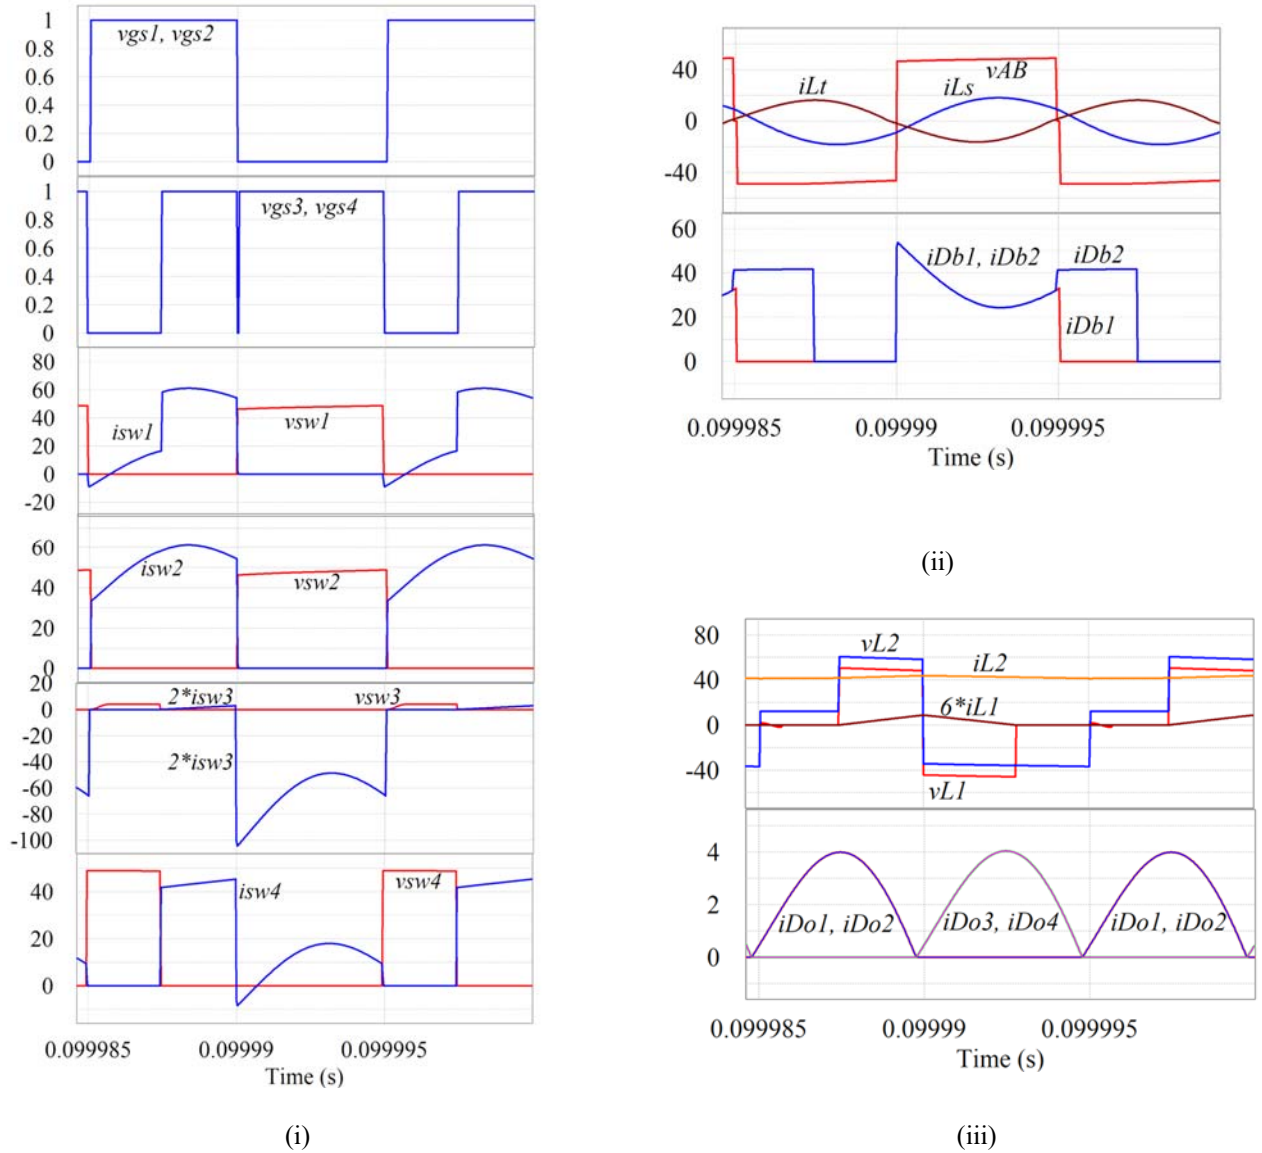 1
0.8
0.6
0.4
0.2
0
vgs1, vgs2
1
0.8
0.6
0.4
0.2
0
vgs3, vgs4
80
60
40
20
0
-20
isw1
vsw1
60
40
20
0
isw2
vsw2
20
0
-20
-40
-60
-80
-100
2*isw3
vsw3
2*isw3
40
20
0
isw4
vsw4
0.099985
0.09999
0.099995
Time (s)
(i)
40
0
-40
iLt
iLs
vAB
60
40
20
0
iDb1, iDb2
iDb2
iDb1
0.099985
0.09999
0.099995
Time (s)
(ii)
80
40
0
-40
vL2
iL2
6*iL1
vL1
4
2
0
iDo1, iDo2
iDo3, iDo4
iDo1, iDo2
0.099985
0.09999
0.099995
Time (s)
(iii)